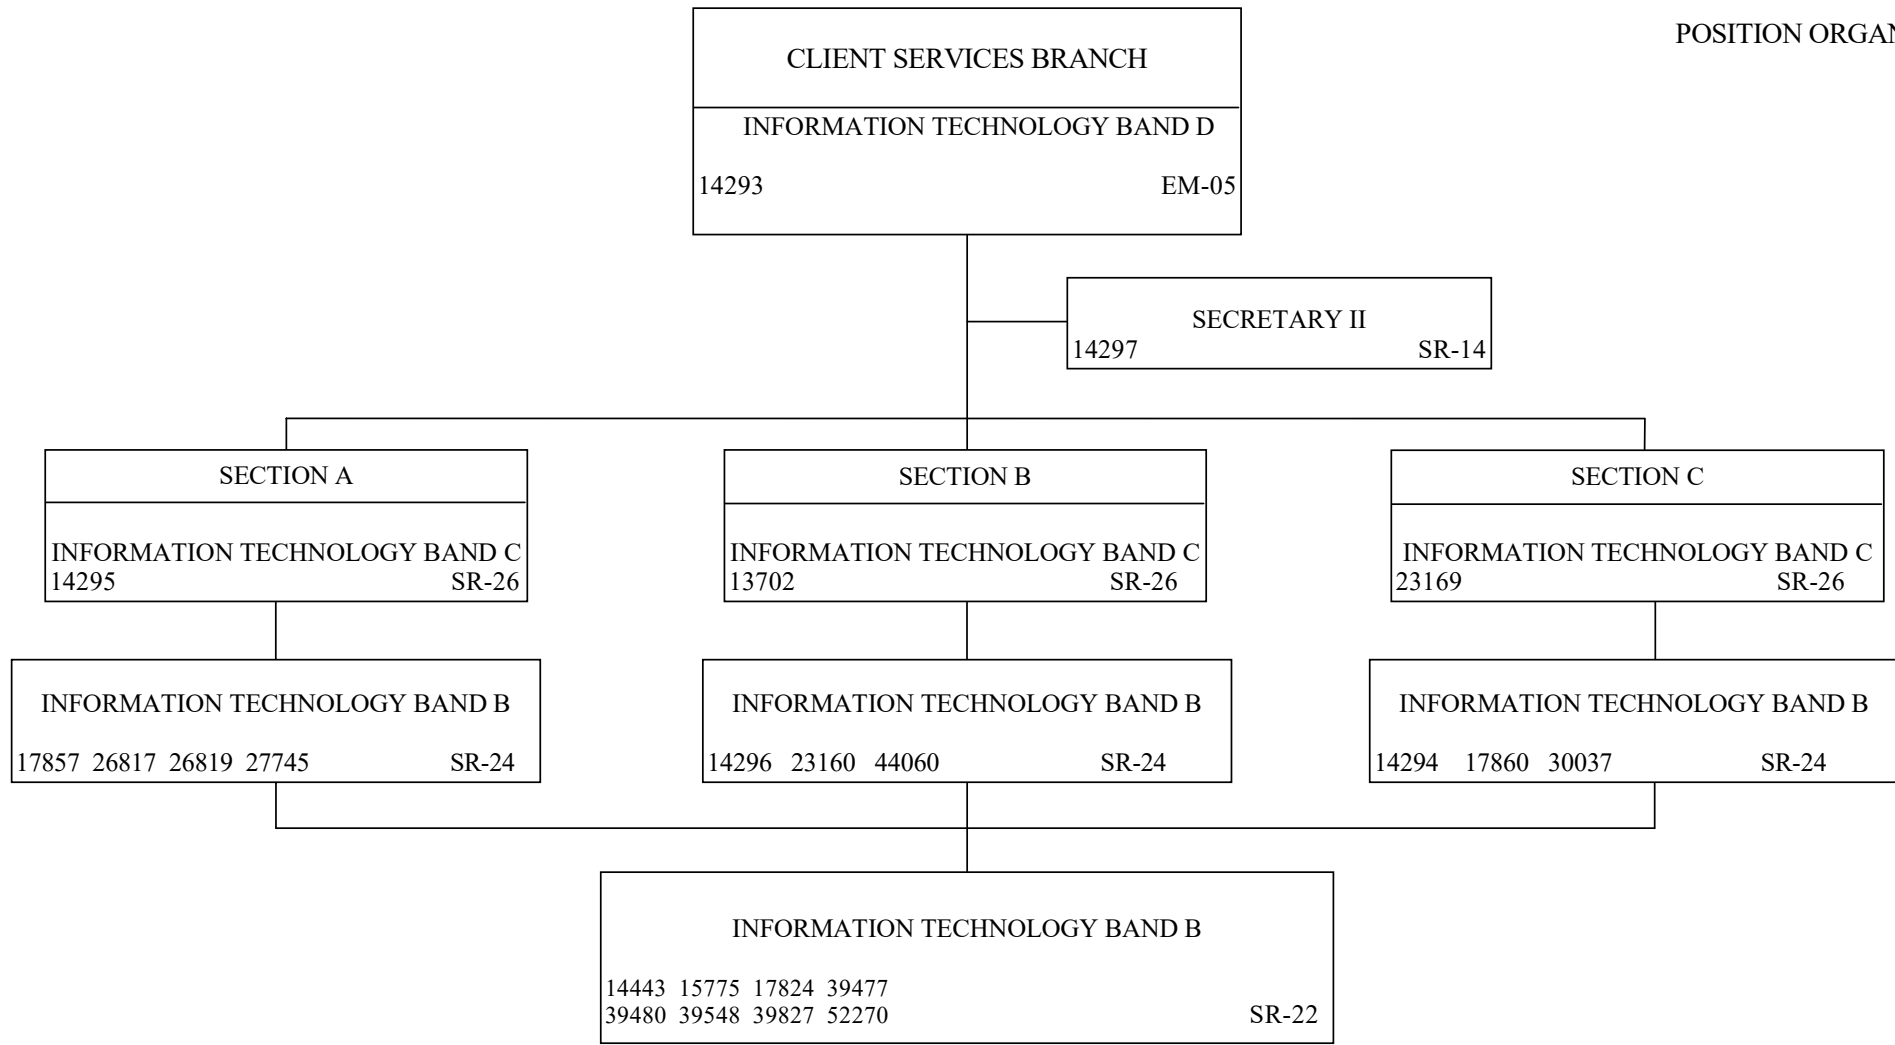 POSITION ORGAN
CLIENT SERVICES BRANCH
INFORMATION TECHNOLOGY BAND D
14293 EM-05
SECRETARY II
14297 SR-14
SECTION A
INFORMATION TECHNOLOGY BAND C
14295 SR-26
SECTION B
INFORMATION TECHNOLOGY BAND C
13702 SR-26
SECTION C
INFORMATION TECHNOLOGY BAND C
23169 SR-26
INFORMATION TECHNOLOGY BAND B
17857 26817 26819 27745 SR-24
INFORMATION TECHNOLOGY BAND B
14296 23160 44060 SR-24
INFORMATION TECHNOLOGY BAND B
14294 17860 30037 SR-24
INFORMATION TECHNOLOGY BAND B
14443 15775 17824 39477
39480 39548 39827 52270 SR-22